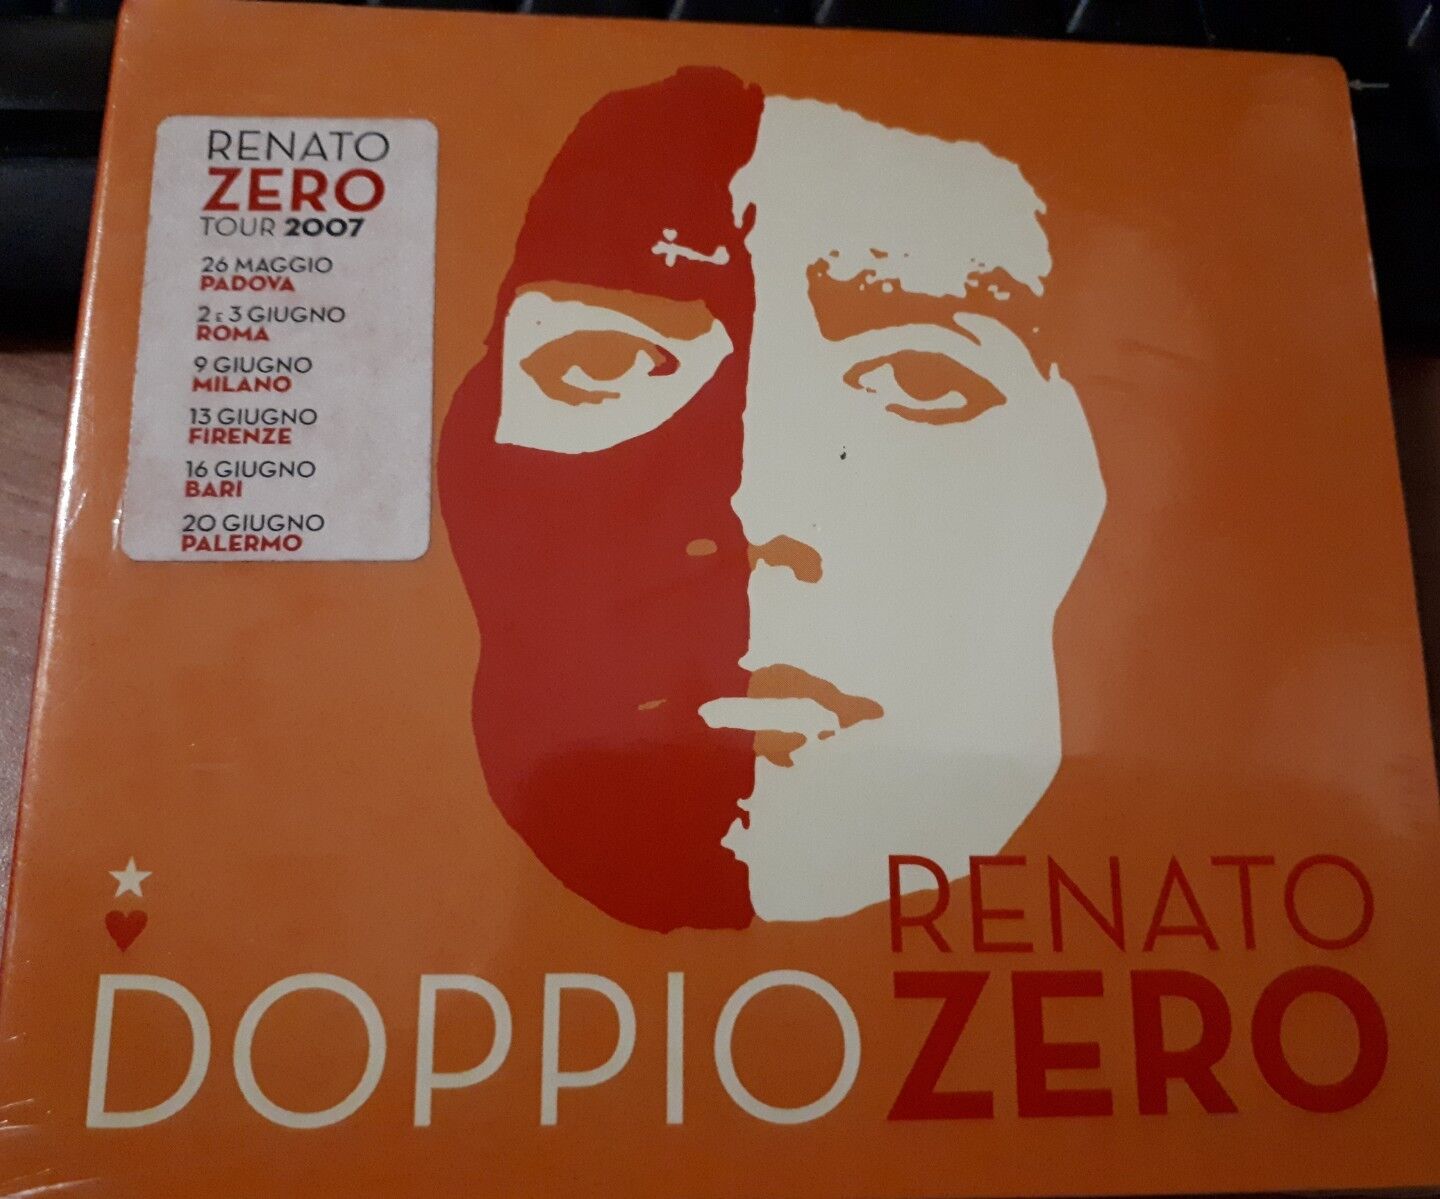 RENATO
ZERO
TOUR 2007
26 MAGGIO
PADOVA
2 E 3 GIUGNO
ROMA
9 GIUGNO
MILANO
13 GIUGNO
FIRENZE
16 GIUGNO
BARI
20 GIUGNO
PALERMO
RENATO
DOPPIO ZERO